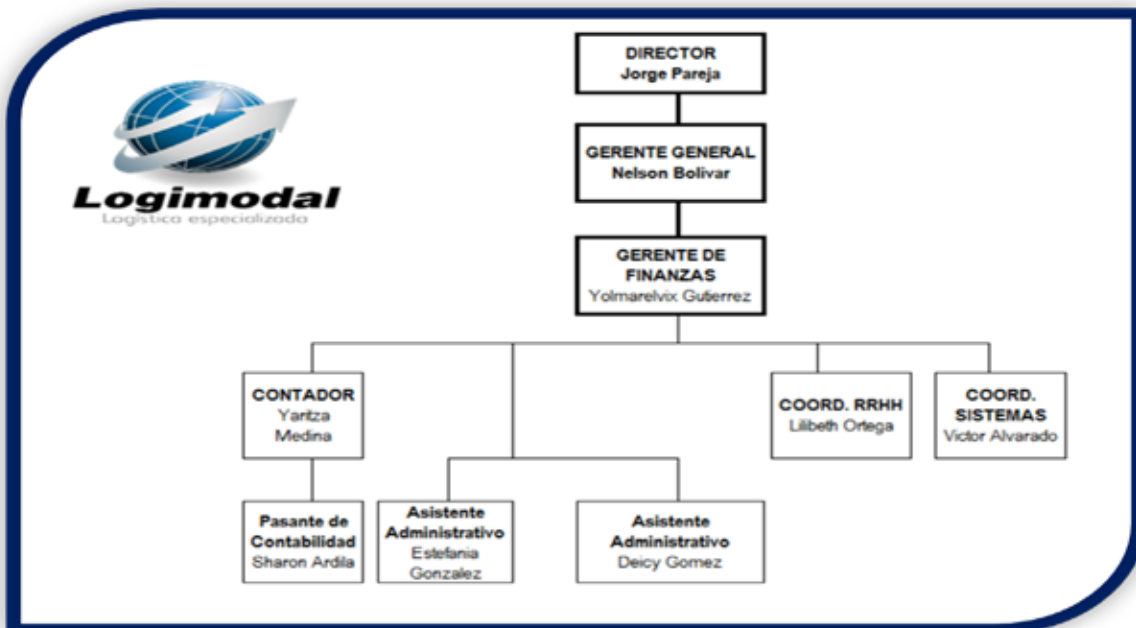 DIRECTOR
Jorge Pareja
Logimodal
Logística especializada
GERENTE GENERAL
Nelson Bolivar
GERENTE DE
FINANZAS
Yolmarelvix Gutierrez
CONTADOR
Yaritza
Medina
COORD. RRHH
Lilibeth Ortega
COORD.
SISTEMAS
Victor Alvarado
Pasante de
Contabilidad
Sharon Ardila
Asistente
Administrativo
Estefania
Gonzalez
Asistente
Administrativo
Deicy Gomez